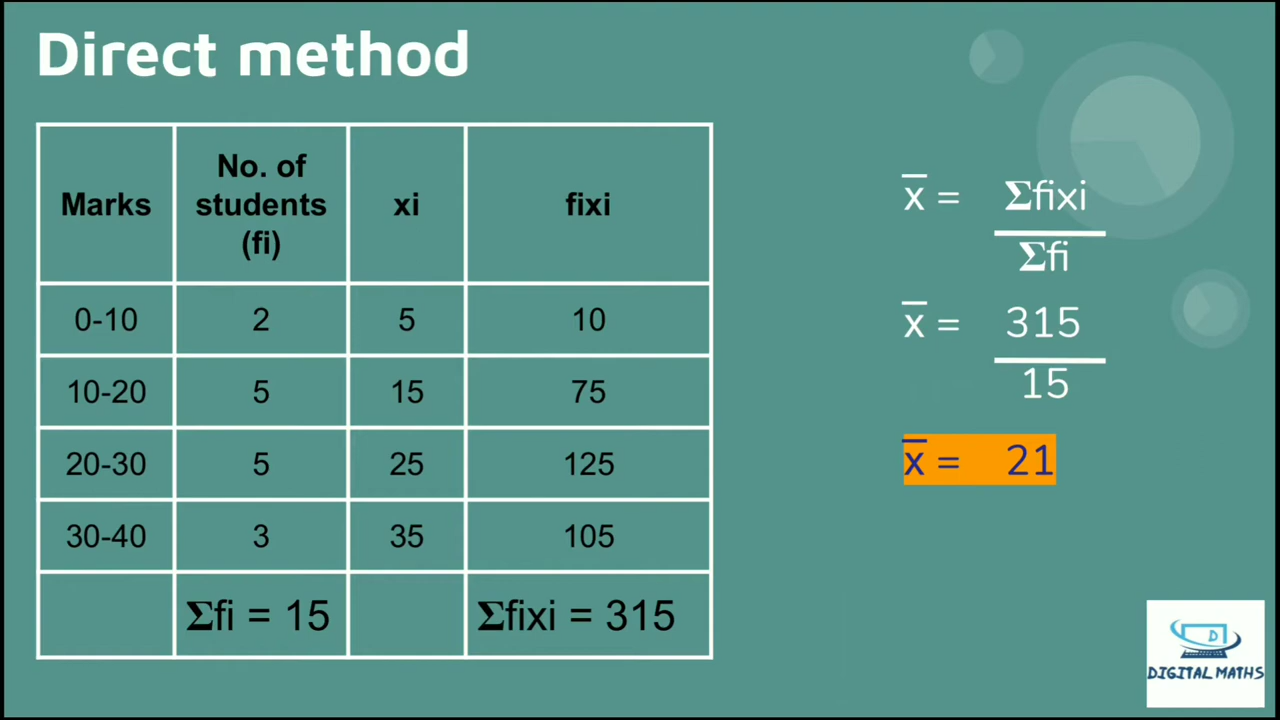 Direct method
Marks No. of students (fi) xi fixi
0-10 2 5 10
10-20 5 15 75
20-30 5 25 125
30-40 3 35 105
Σfi = 15 Σfixi = 315
x̄ = Σfixi
Σfi
x̄ = 315
15
x̄ = 21
D
DIGITAL MATHS